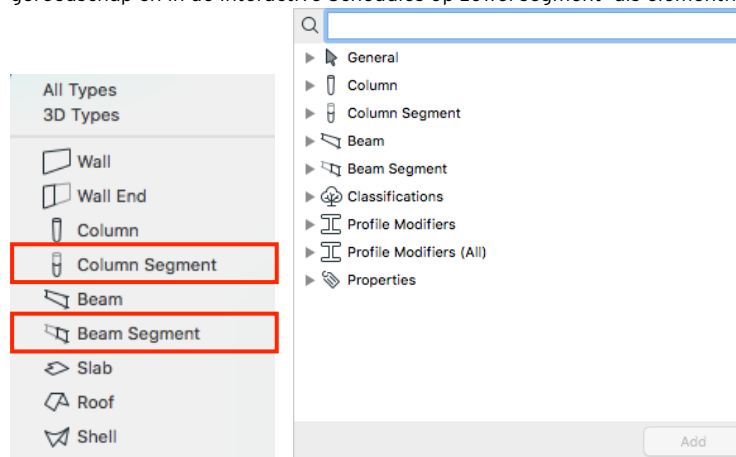 All Types
3D Types
Wall
Wall End
Column
Column Segment
Beam
Beam Segment
Slab
Roof
Shell
General
Column
Column Segment
Beam
Beam Segment
Classifications
Profile Modifiers
Profile Modifiers (All)
Properties
Add